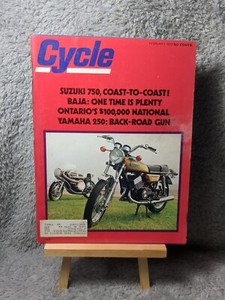 Cycle
SUZUKI 750, COAST-TO-COAST!
BAJA: ONE TIME IS PLENTY
ONTARIO'S $100,000 NATIONAL
YAMAHA 250: BACK-ROAD GUN